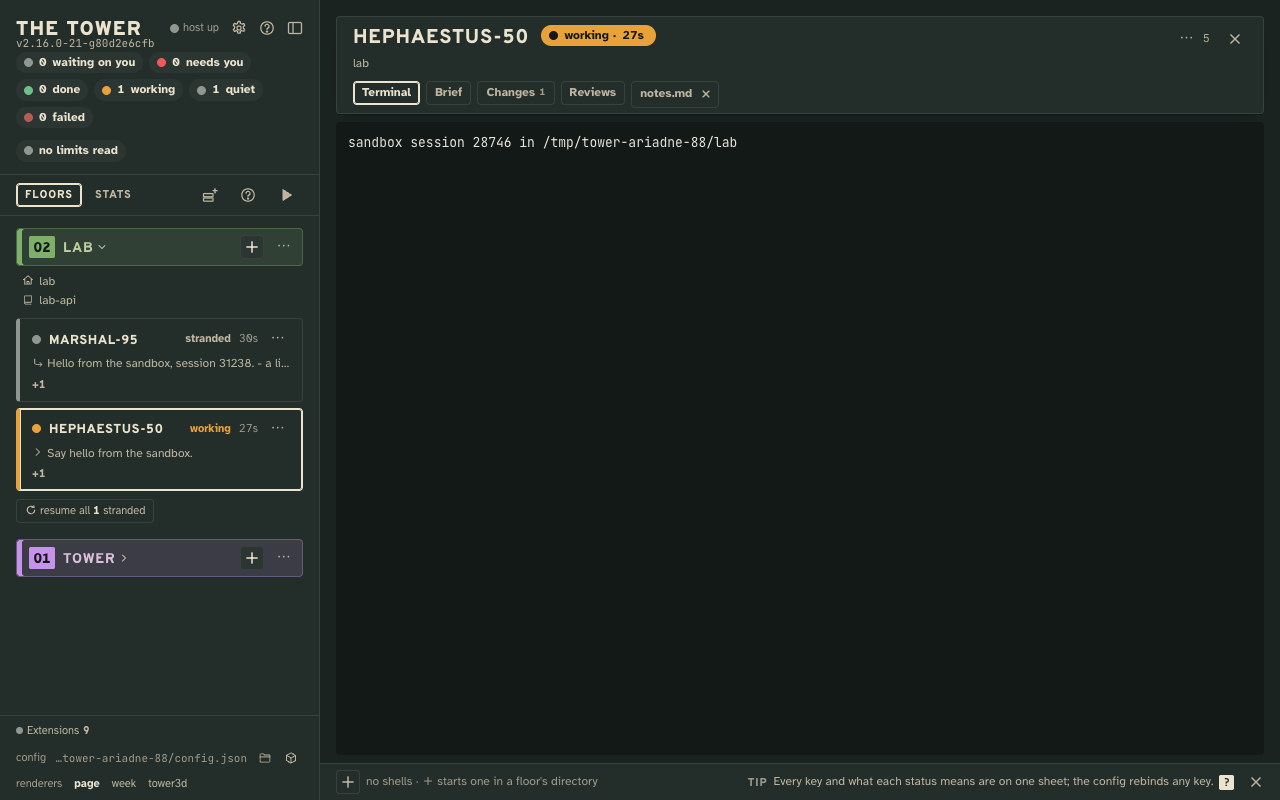 THE TOWER
host up
v2.16.0-21-g80d2e6cfb
0 waiting on you
0 needs you
0 done
1 working
1 quiet
0 failed
no limits read
FLOORS
STATS
02 LAB
lab
lab-api
MARSHAL-95 stranded 30s ...
Hello from the sandbox, session 31238. - a li...
+1
HEPHAESTUS-50 working 27s ...
Say hello from the sandbox.
+1
resume all 1 stranded
01 TOWER
Extensions 9
config …tower-ariadne-88/config.json
renderers page week tower3d
HEPHAESTUS-50 working · 27s
... 5
lab
Terminal Brief Changes 1 Reviews notes.md
sandbox session 28746 in /tmp/tower-ariadne-88/lab
no shells · + starts one in a floor's directory
TIP Every key and what each status means are on one sheet; the config rebinds any key. ?